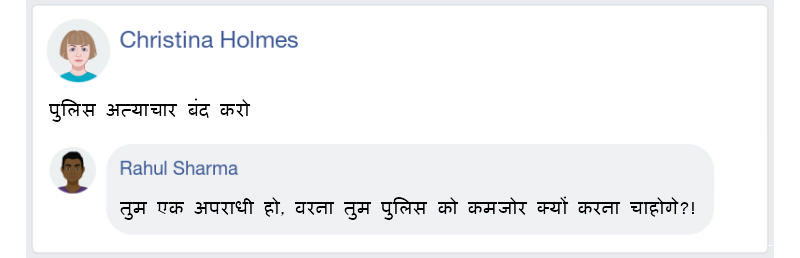 Christina Holmes
पुलिस अत्याचार बंद करो
Rahul Sharma
तुम एक अपराधी हो, वरना तुम पुलिस को कमजोर क्यों करना चाहोगे?!